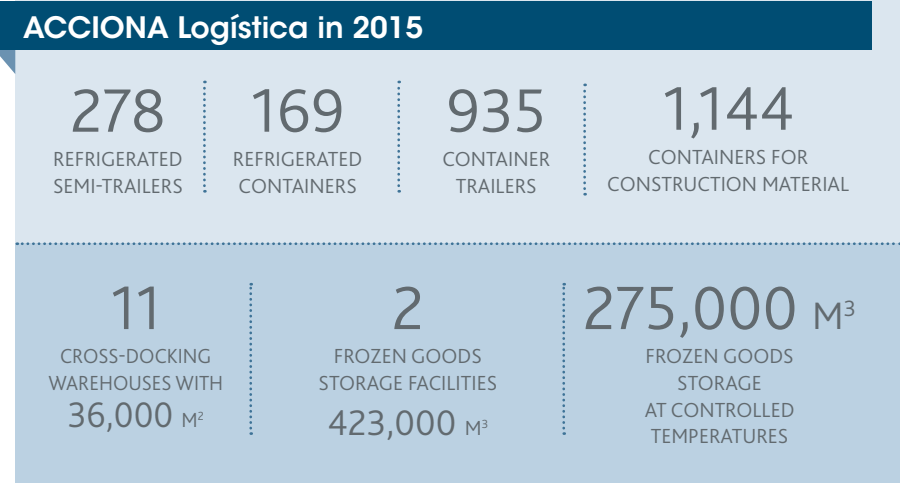 ACCIONA Logística in 2015
278
REFRIGERATED
SEMI-TRAILERS
169
REFRIGERATED
CONTAINERS
935
CONTAINER
TRAILERS
1,144
CONTAINERS FOR
CONSTRUCTION MATERIAL
11
CROSS-DOCKING
WAREHOUSES WITH
36,000 M²
2
FROZEN GOODS
STORAGE FACILITIES
423,000 M³
275,000 M³
FROZEN GOODS
STORAGE
AT CONTROLLED
TEMPERATURES